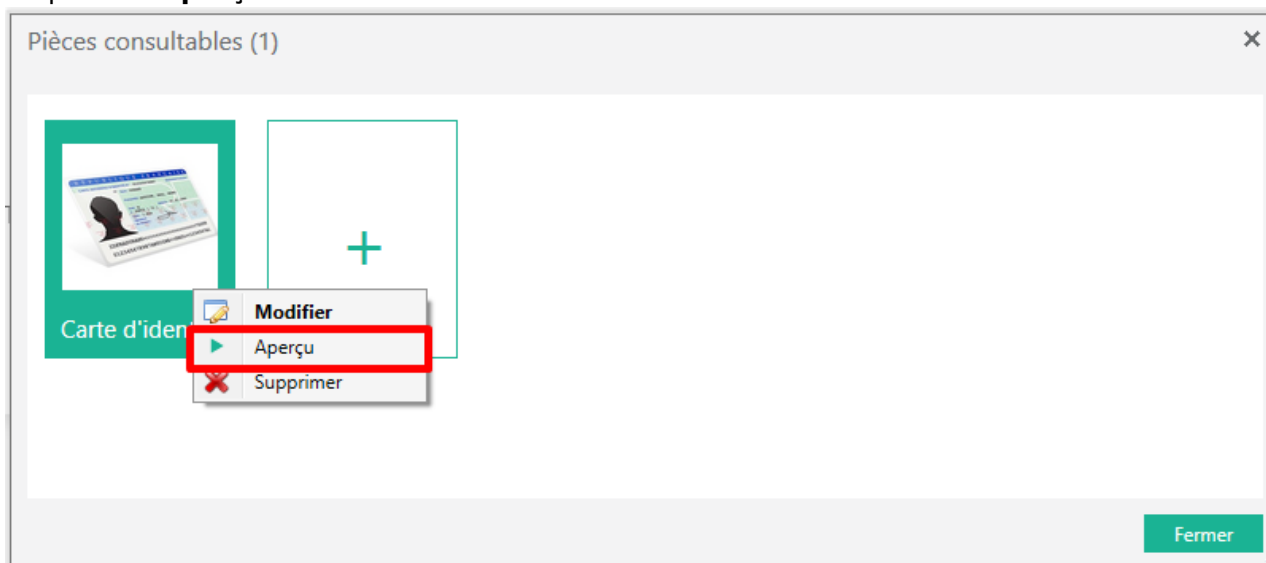 Pièces consultables (1)
+
Carte d'iden
Modifier
Aperçu
Supprimer
Fermer